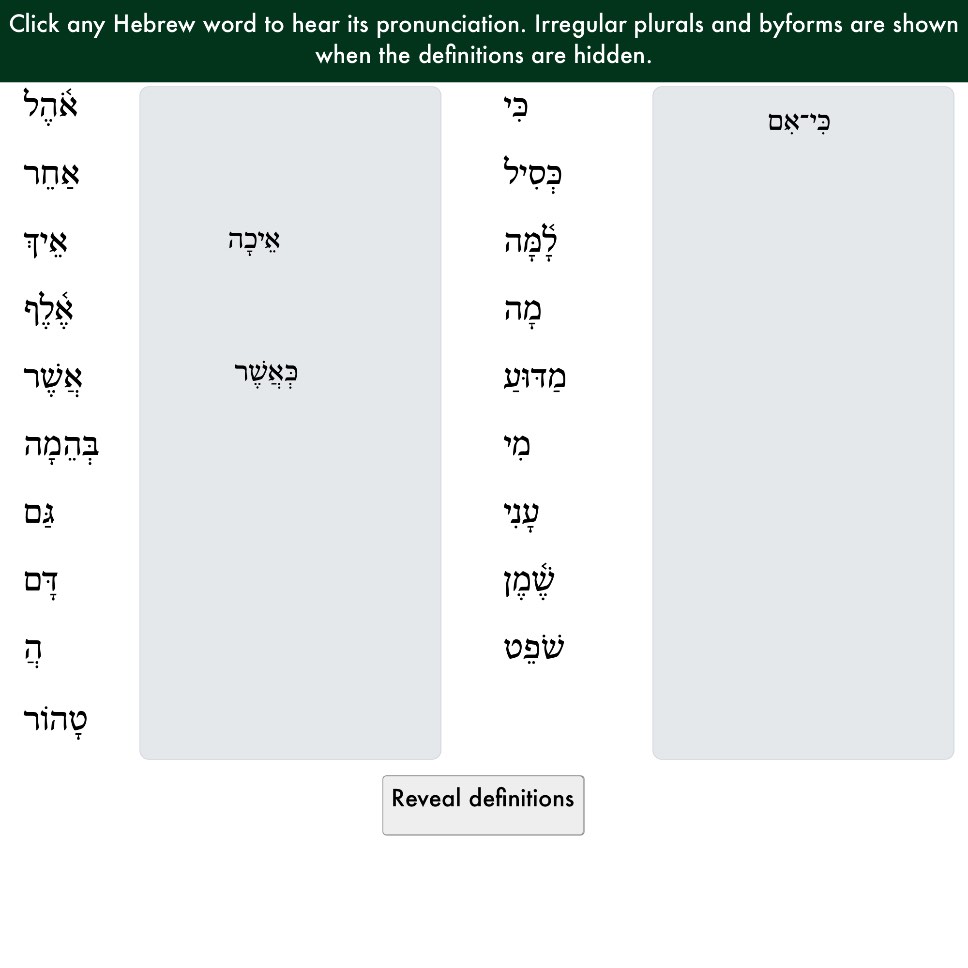 Click any Hebrew word to hear its pronunciation. Irregular plurals and byforms are shown
when the definitions are hidden.
אֹ֫הֶל
אַחֵר
אֵיךְ
אֵיכָה
אֶ֫לֶף
אֲשֶׁר
כְּאֲשֶׁר
בְּהֵמָה
גַּם
דָּם
הֲ
טָהוֹר
כִּי
כִּי־אִם
כְּסִיל
לָ֫מָּה
מָה
מַדּוּעַ
מִי
עָנִי
שֶׁ֫מֶן
שֹׁפֵט
Reveal definitions